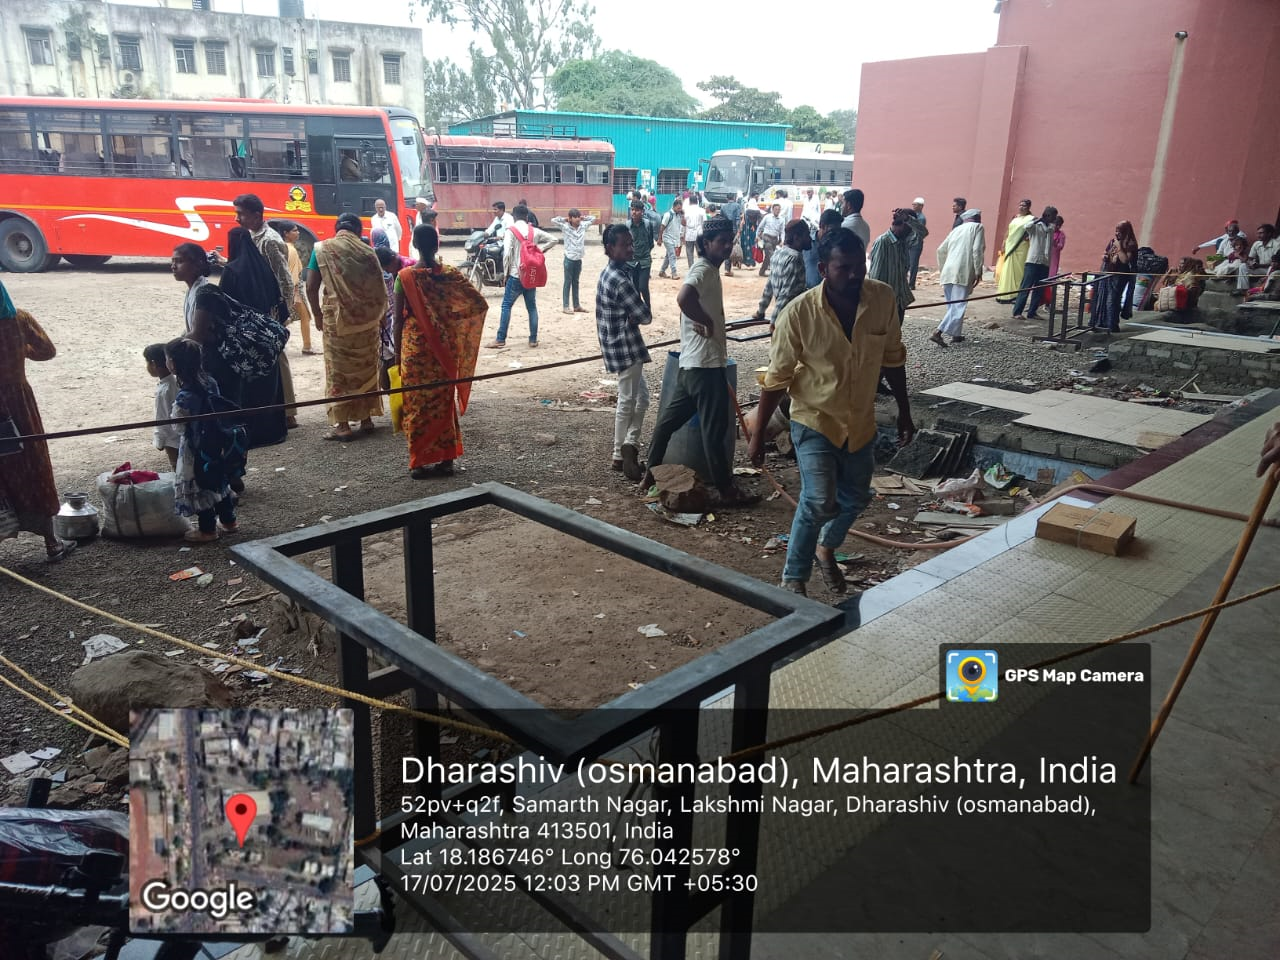 GPS Map Camera
Dharashiv (osmanabad), Maharashtra, India
52pv+q2f, Samarth Nagar, Lakshmi Nagar, Dharashiv (osmanabad),
Maharashtra 413501, India
Lat 18.186746° Long 76.042578°
17/07/2025 12:03 PM GMT +05:30
Google